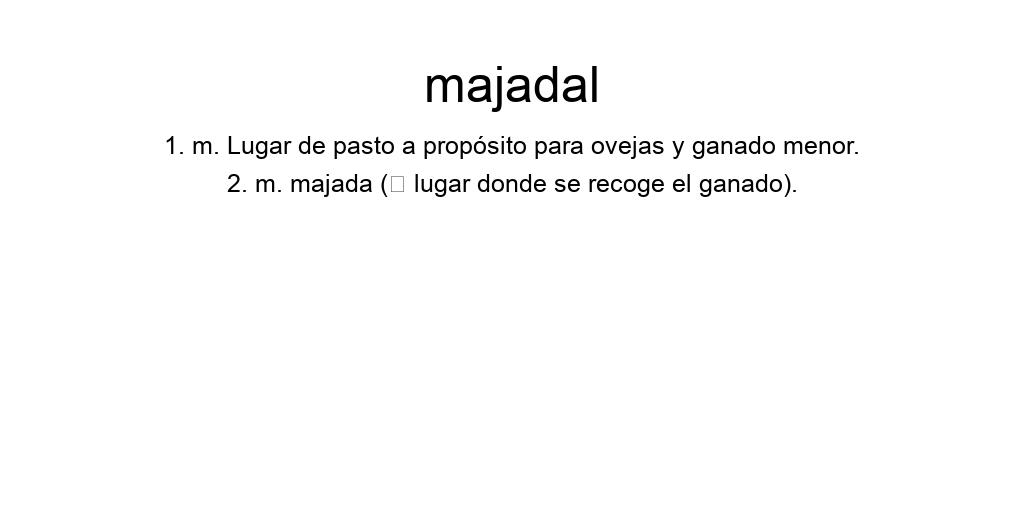 majadal
1. m. Lugar de pasto a propósito para ovejas y ganado menor.
2. m. majada (□ lugar donde se recoge el ganado).